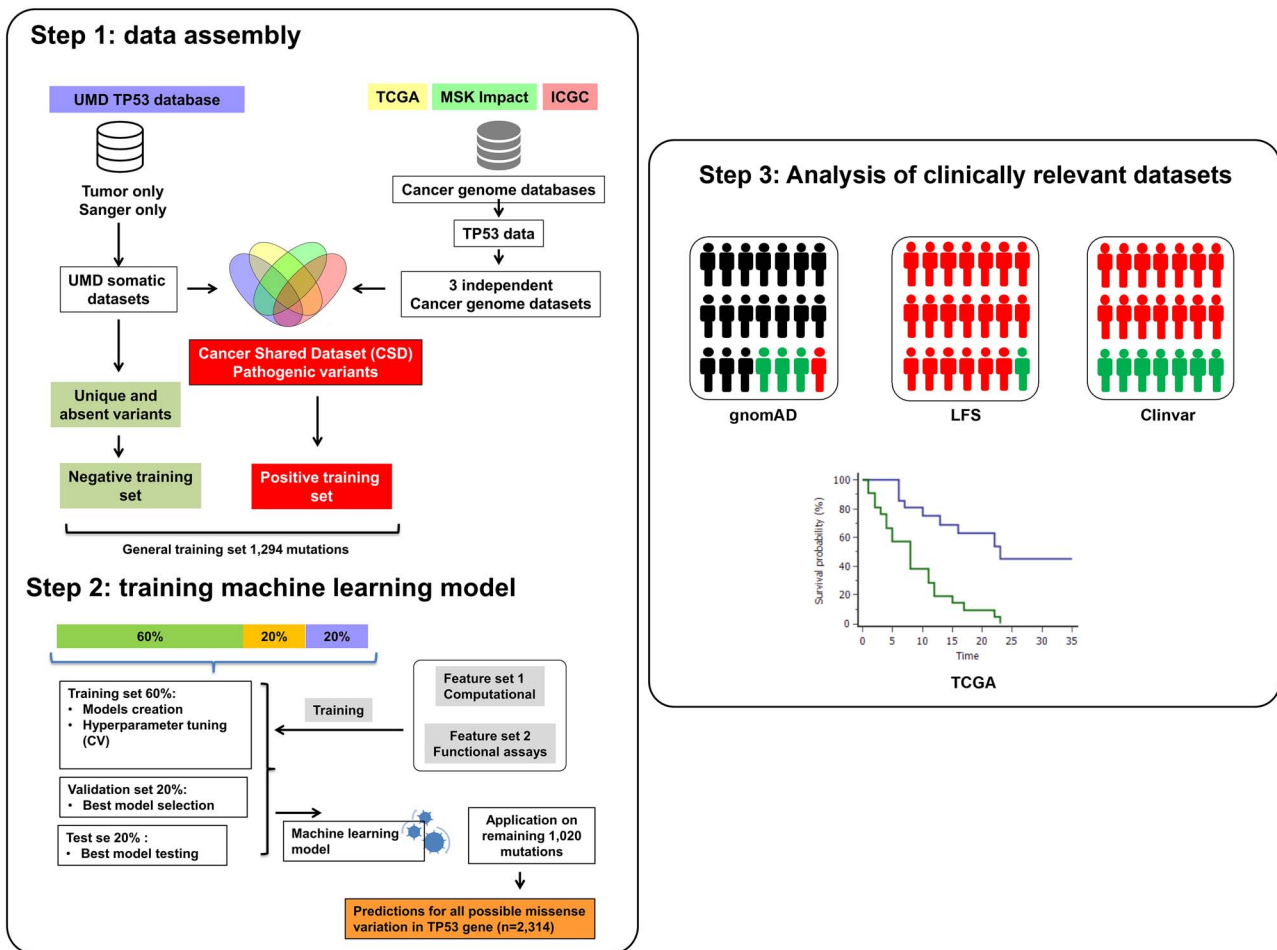 Step 1: data assembly
UMD TP53 database
TCGA
MSK Impact
ICGC
Tumor only
Sanger only
Cancer genome databases
TP53 data
UMD somatic
datasets
3 independent
Cancer genome datasets
Cancer Shared Dataset (CSD)
Pathogenic variants
Unique and
absent variants
Negative training
set
Positive training
set
General training set 1,294 mutations
Step 2: training machine learning model
60%
20%
20%
Training set 60%:
• Models creation
• Hyperparameter tuning
(CV)
Training
Feature set 1
Computational
Feature set 2
Functional assays
Validation set 20%:
• Best model selection
Test se 20% :
• Best model testing
Machine learning
model
Application on
remaining 1,020
mutations
Predictions for all possible missense
variation in TP53 gene (n=2,314)
Step 3: Analysis of clinically relevant datasets
gnomAD
LFS
Clinvar
Survival probability (%)
100
80
60
40
20
0
0 5 10 15 20 25 30 35
Time
TCGA